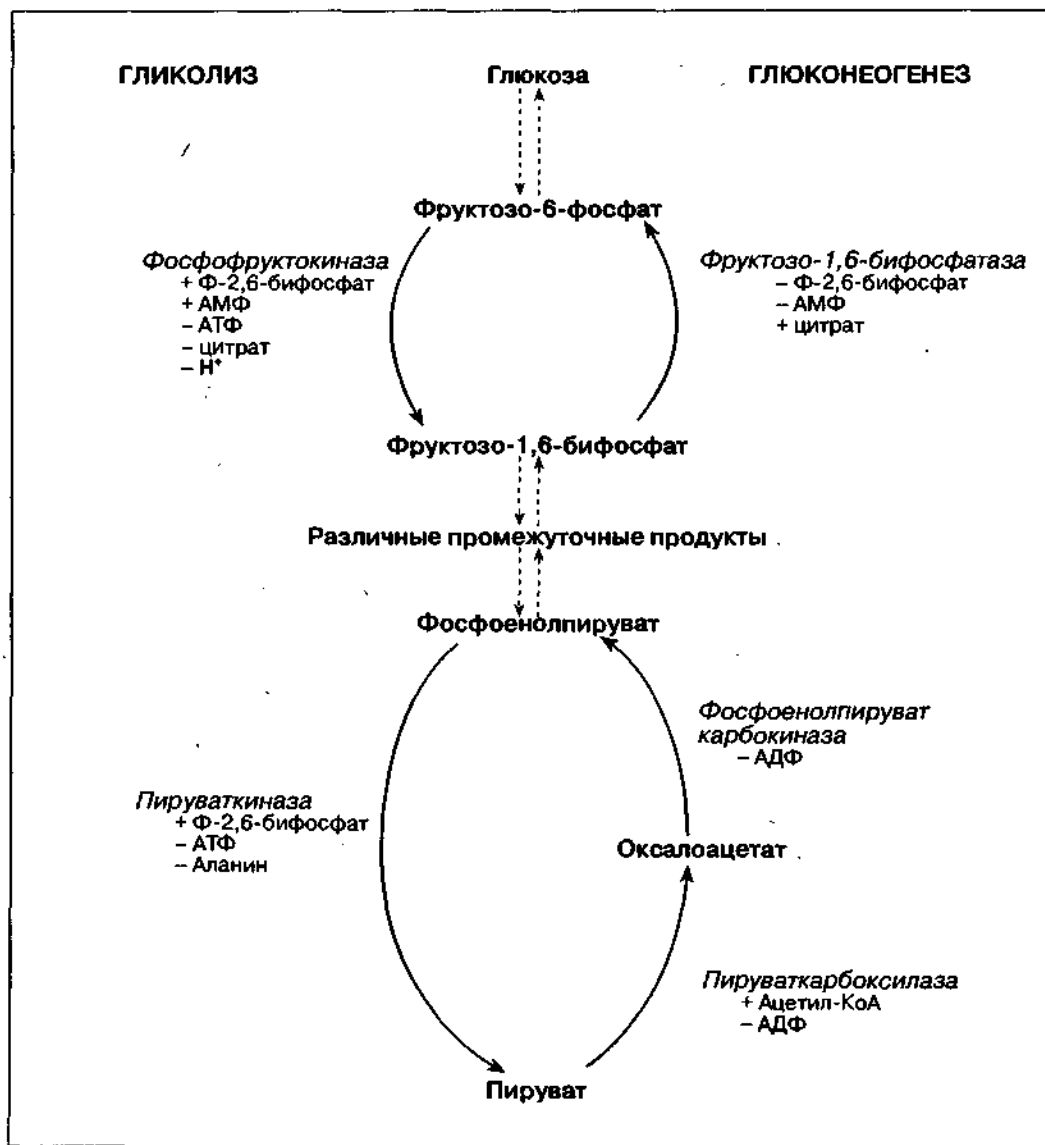 ГЛИКОЛИЗ
Глюкоза
ГЛЮКОНЕОГЕНЕЗ
Фруктозо-6-фосфат
Фосфофруктокиназа
+ Ф-2,6-бифосфат
+ АМФ
– АТФ
– цитрат
– H⁺
Фруктозо-1,6-бифосфатаза
– Ф-2,6-бифосфат
– АМФ
+ цитрат
Фруктозо-1,6-бифосфат
Различные промежуточные продукты
Фосфоенолпируват
Фосфоенолпируват
карбокиназа
– АДФ
Пируваткиназа
+ Ф-2,6-бифосфат
– АТФ
– Аланин
Оксалоацетат
Пируваткарбоксилаза
+ Ацетил-КоА
– АДФ
Пируват